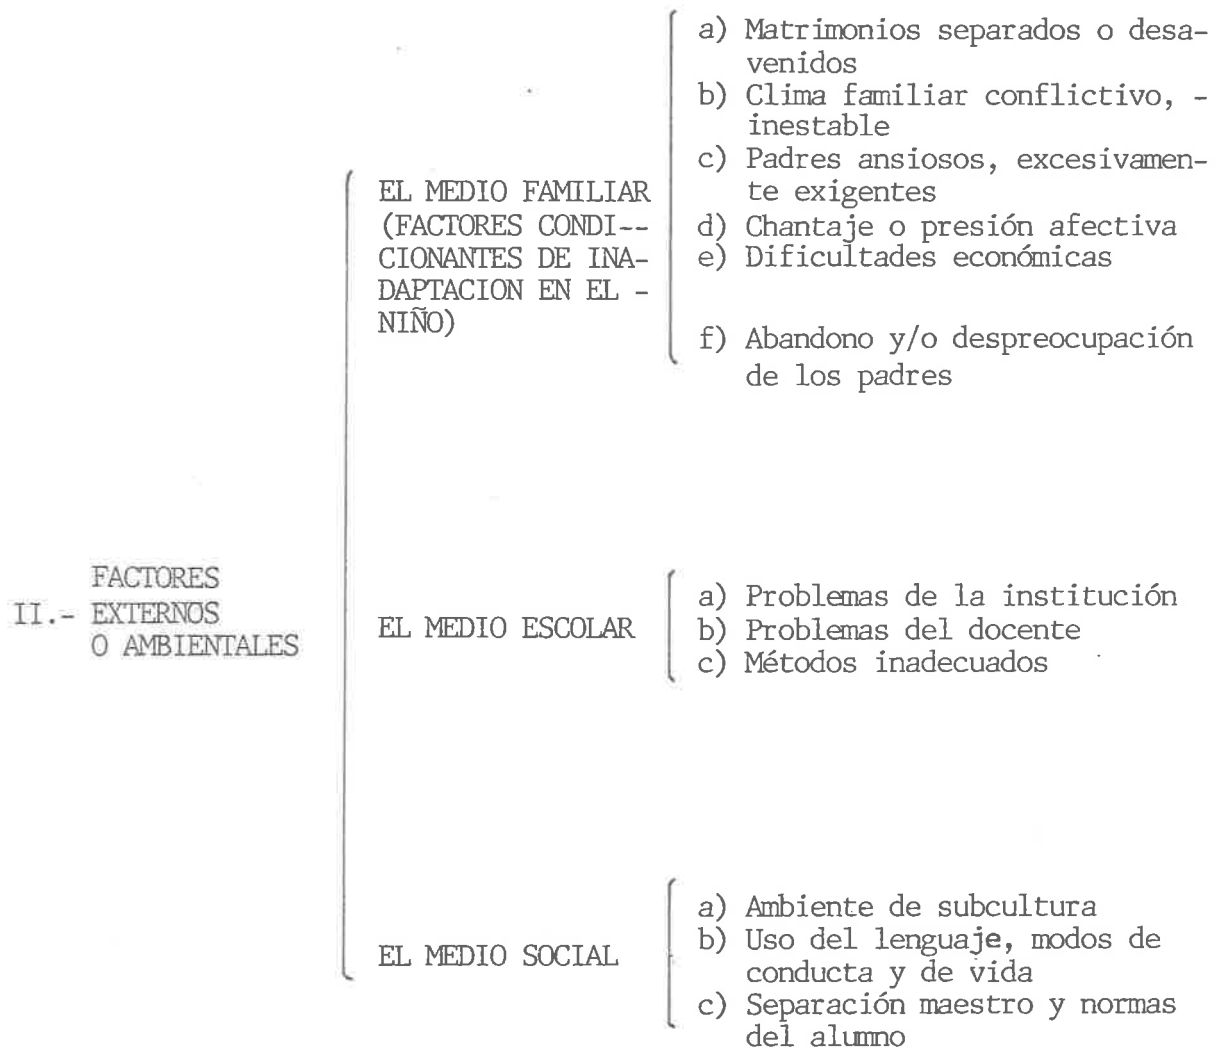 II.- FACTORES
EXTERNOS
O AMBIENTALES
EL MEDIO FAMILIAR
(FACTORES CONDI--
CIONANTES DE INA-
DAPTACION EN EL -
NIÑO)
a) Matrimonios separados o desa-
venidos
b) Clima familiar conflictivo, -
inestable
c) Padres ansiosos, excesivamen-
te exigentes
d) Chantaje o presión afectiva
e) Dificultades económicas
f) Abandono y/o despreocupación
de los padres
EL MEDIO ESCOLAR
a) Problemas de la institución
b) Problemas del docente
c) Métodos inadecuados
EL MEDIO SOCIAL
a) Ambiente de subcultura
b) Uso del lenguaje, modos de
conducta y de vida
c) Separación maestro y normas
del alumno